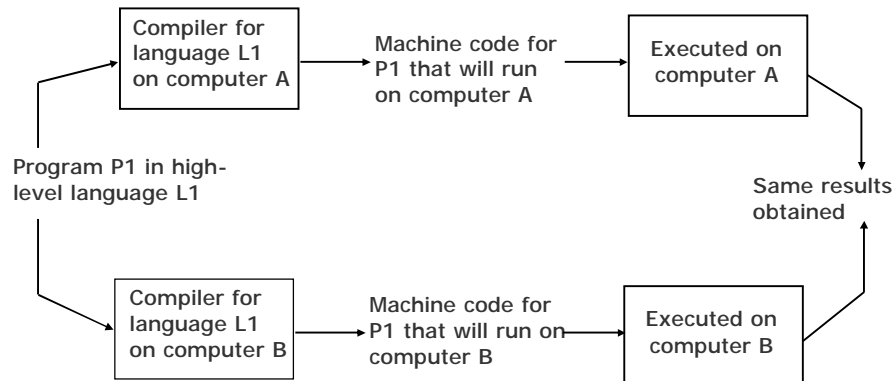 Compiler for
language L1
on computer A
Machine code for
P1 that will run
on computer A
Executed on
computer A
Program P1 in high-
level language L1
Same results
obtained
Compiler for
language L1
on computer B
Machine code for
P1 that will run on
computer B
Executed on
computer B